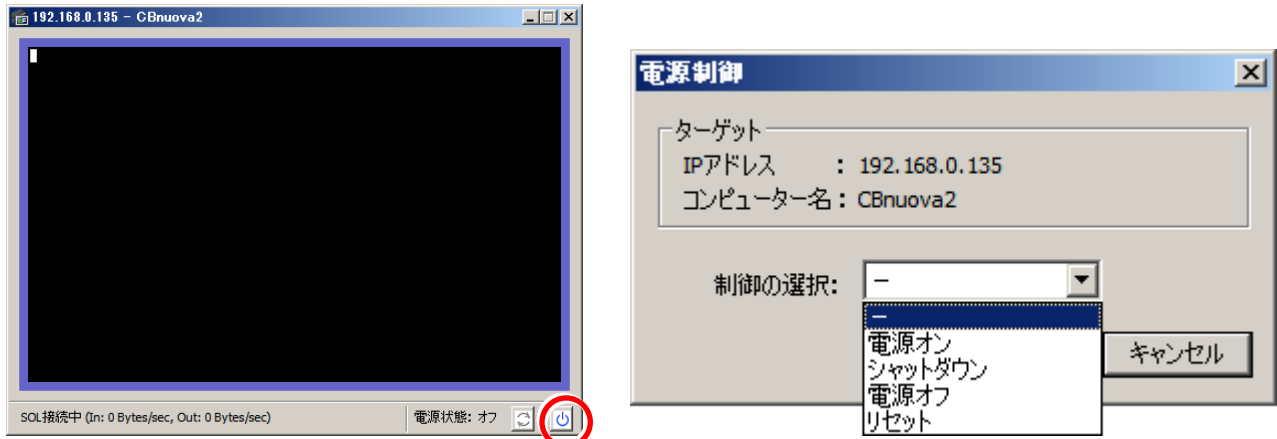 192.168.0.135 - CBnuova2
SOL接続中 (In: 0 Bytes/sec, Out: 0 Bytes/sec)
電源状態: オフ
電源制御
ターゲット
IPアドレス : 192.168.0.135
コンピューター名: CBnuova2
制御の選択: −
−
電源オン
シャットダウン
電源オフ
リセット
キャンセル